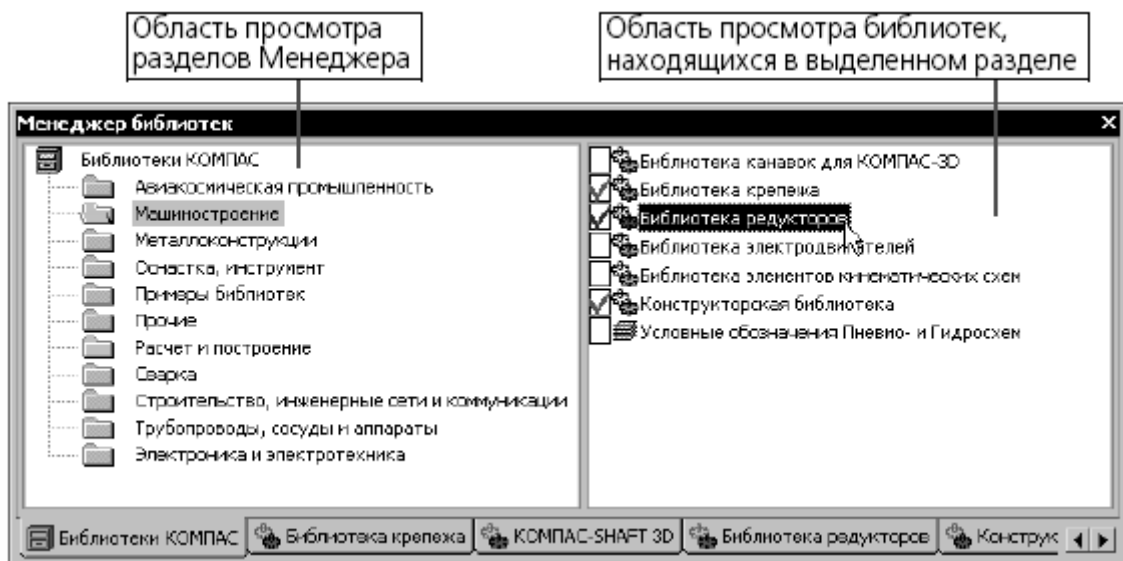 Область просмотра
разделов Менеджера
Область просмотра библиотек,
находящихся в выделенном разделе
Менеджер библиотек
Библиотеки КОМПАС
Авиакосмическая промышленность
Машиностроение
Металлоконструкции
Оснастка, инструмент
Примеры библиотек
Прочие
Расчет и построение
Сварка
Строительство, инженерные сети и коммуникации
Трубопроводы, сосуды и аппараты
Электроника и электротехника
Библиотека канавок для КОМПАС-3D
Библиотека крепежа
Библиотека редукторов
Библиотека электродвигателей
Библиотека элементов кинематических схем
Конструкторская библиотека
Условные обозначения Пневмо- и Гидросхем
Библиотеки КОМПАС
Библиотека крепежа
КОМПАС-SHAFT 3D
Библиотека редукторов
Конструк